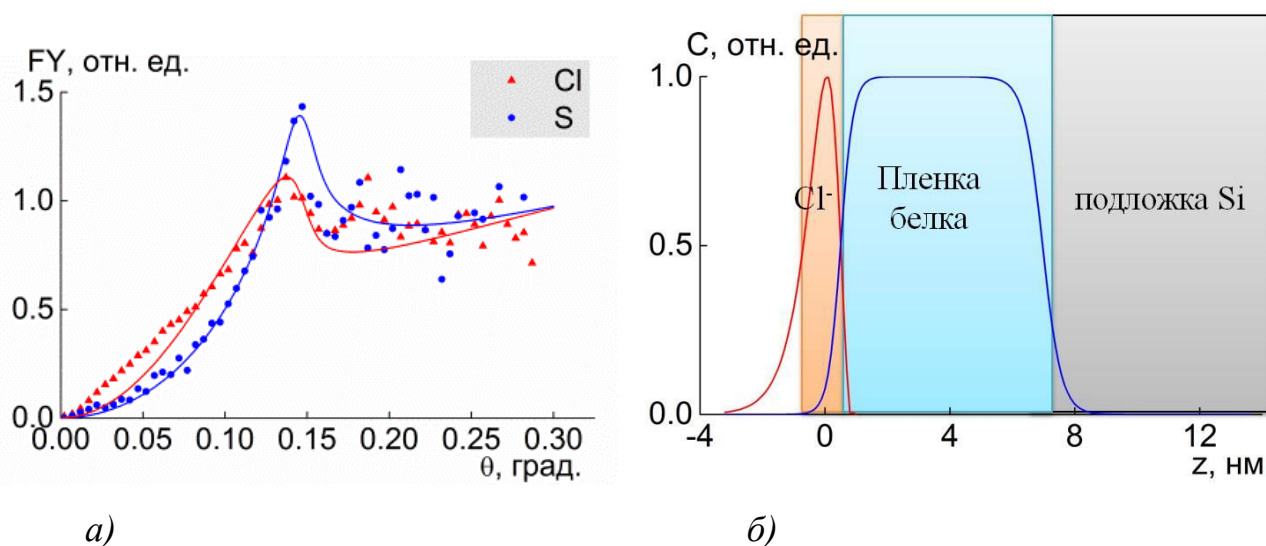 FY, отн. ед.
1.5
1.0
0.5
0.0
0.00 0.05 0.10 0.15 0.20 0.25 0.30
θ, град.
Cl
S
а)
C, отн. ед.
1.0
0.5
0.0
-4 0 4 8 12
z, нм
Cl-
Пленка
белка
подложка Si
б)